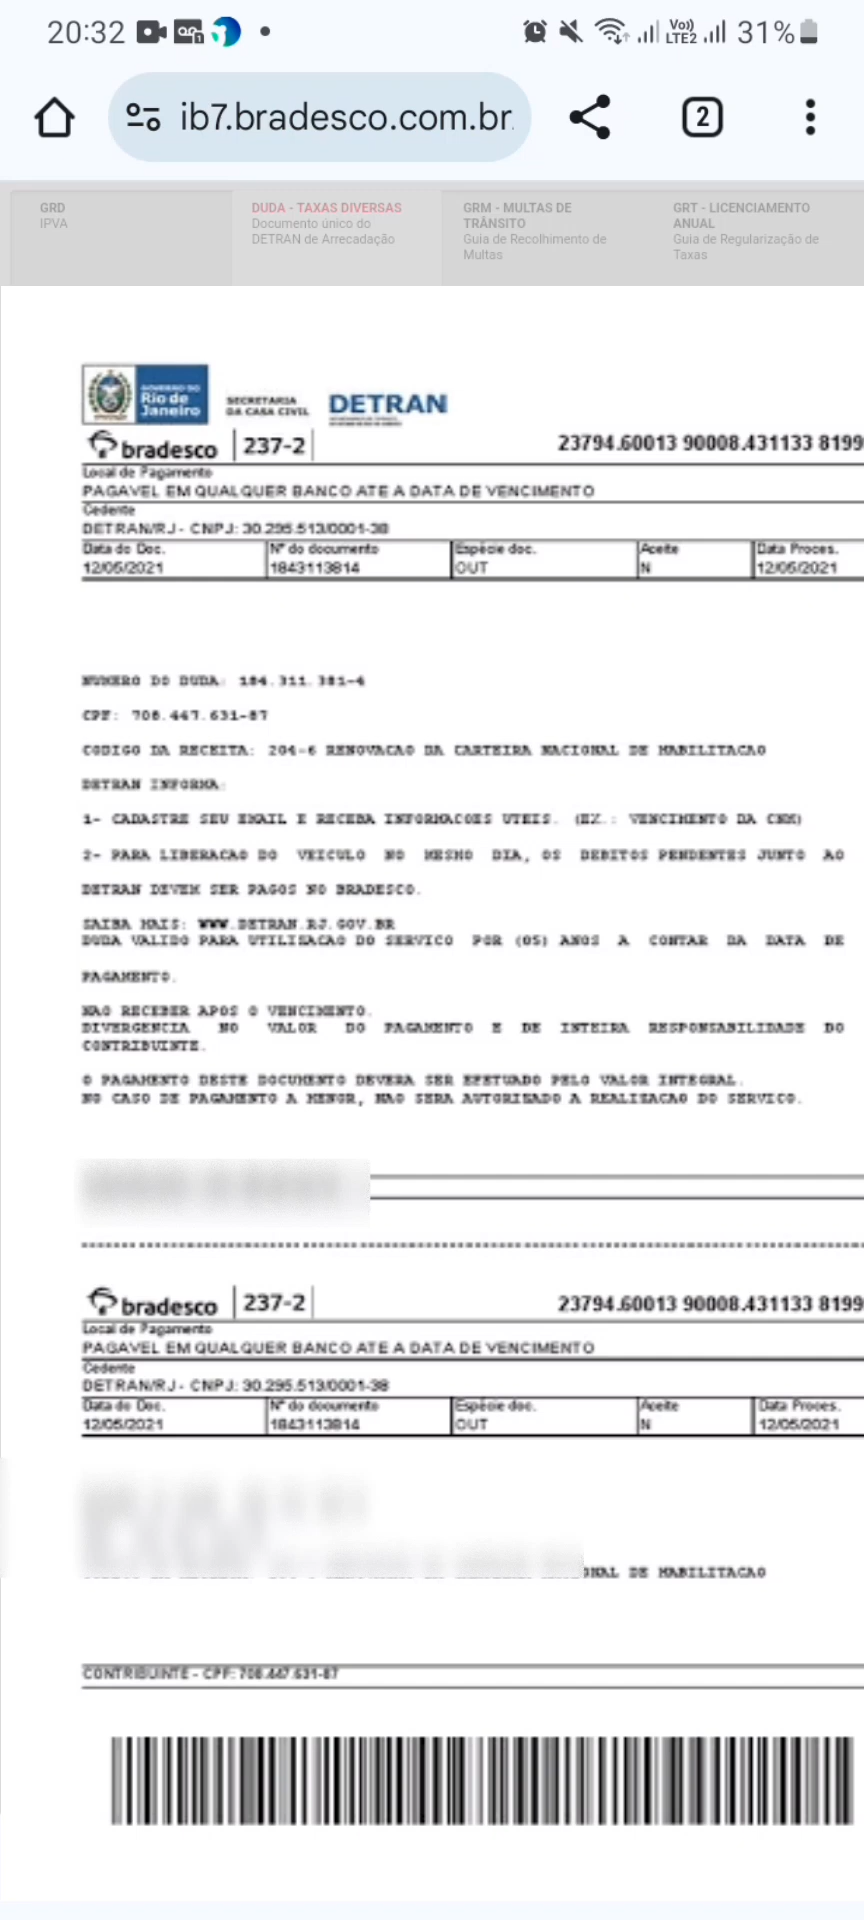 20:32
Vo)) LTE2 31%
ib7.bradesco.com.br
2
GRD
IPVA
DUDA - TAXAS DIVERSAS
Documento único do
DETRAN de Arrecadação
GRM - MULTAS DE
TRÂNSITO
Guia de Recolhimento de
Multas
GRT - LICENCIAMENTO
ANUAL
Guia de Regularização de
Taxas
GOVERNO DO
Rio de
Janeiro
SECRETARIA
DA CASA CIVIL
DETRAN
bradesco 237-2 23794.60013 90008.431133 8199
Local de Pagamento
PAGAVEL EM QUALQUER BANCO ATE A DATA DE VENCIMENTO
Cedente
DETRAN/RJ - CNPJ: 30.295.513/0001-38
Data do Doc. Nº do documento Espécie doc. Aceite Data Proces.
12/05/2021 1843113814 OUT N 12/05/2021
NUMERO DO DUDA: 184.311.381-4
CPF: 708.447.631-87
CODIGO DA RECEITA: 204-6 RENOVACAO DA CARTEIRA NACIONAL DE HABILITACAO
DETRAN INFORMA:
1- CADASTRE SEU EMAIL E RECEBA INFORMACOES UTEIS. (EX.: VENCIMENTO DA CNH)
2- PARA LIBERACAO DO VEICULO NO MESMO DIA, OS DEBITOS PENDENTES JUNTO AO
DETRAN DEVEM SER PAGOS NO BRADESCO.
SAIBA MAIS: WWW.DETRAN.RJ.GOV.BR
DUDA VALIDO PARA UTILIZACAO DO SERVICO POR (05) ANOS A CONTAR DA DATA DE
PAGAMENTO.
NAO RECEBER APOS O VENCIMENTO.
DIVERGENCIA NO VALOR DO PAGAMENTO E DE INTEIRA RESPONSABILIDADE DO
CONTRIBUINTE.
O PAGAMENTO DESTE DOCUMENTO DEVERA SER EFETUADO PELO VALOR INTEGRAL.
NO CASO DE PAGAMENTO A MENOR, NAO SERA AUTORIZADO A REALIZACAO DO SERVICO.
bradesco 237-2 23794.60013 90008.431133 8199
Local de Pagamento
PAGAVEL EM QUALQUER BANCO ATE A DATA DE VENCIMENTO
Cedente
DETRAN/RJ - CNPJ: 30.295.513/0001-38
Data do Doc. Nº do documento Espécie doc. Aceite Data Proces.
12/05/2021 1843113814 OUT N 12/05/2021
ONAL DE HABILITACAO
CONTRIBUINTE - CPF: 708.447.631-87